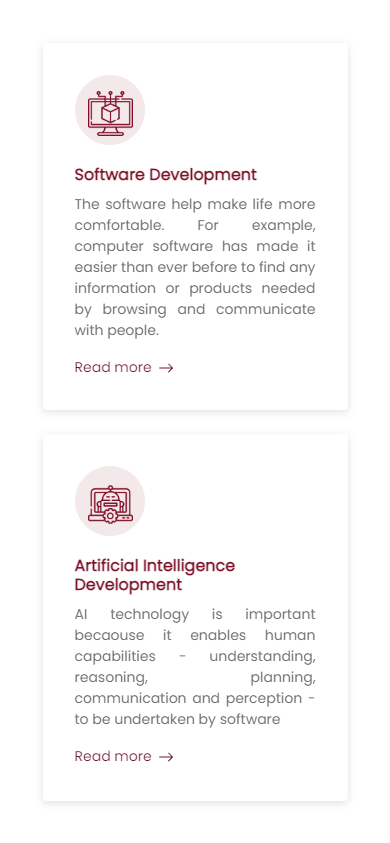 Software Development
The software help make life more
comfortable. For example,
computer software has made it
easier than ever before to find any
information or products needed
by browsing and communicate
with people.
Read more →
Artificial Intelligence
Development
AI technology is important
becaouse it enables human
capabilities - understanding,
reasoning, planning,
communication and perception -
to be undertaken by software
Read more →